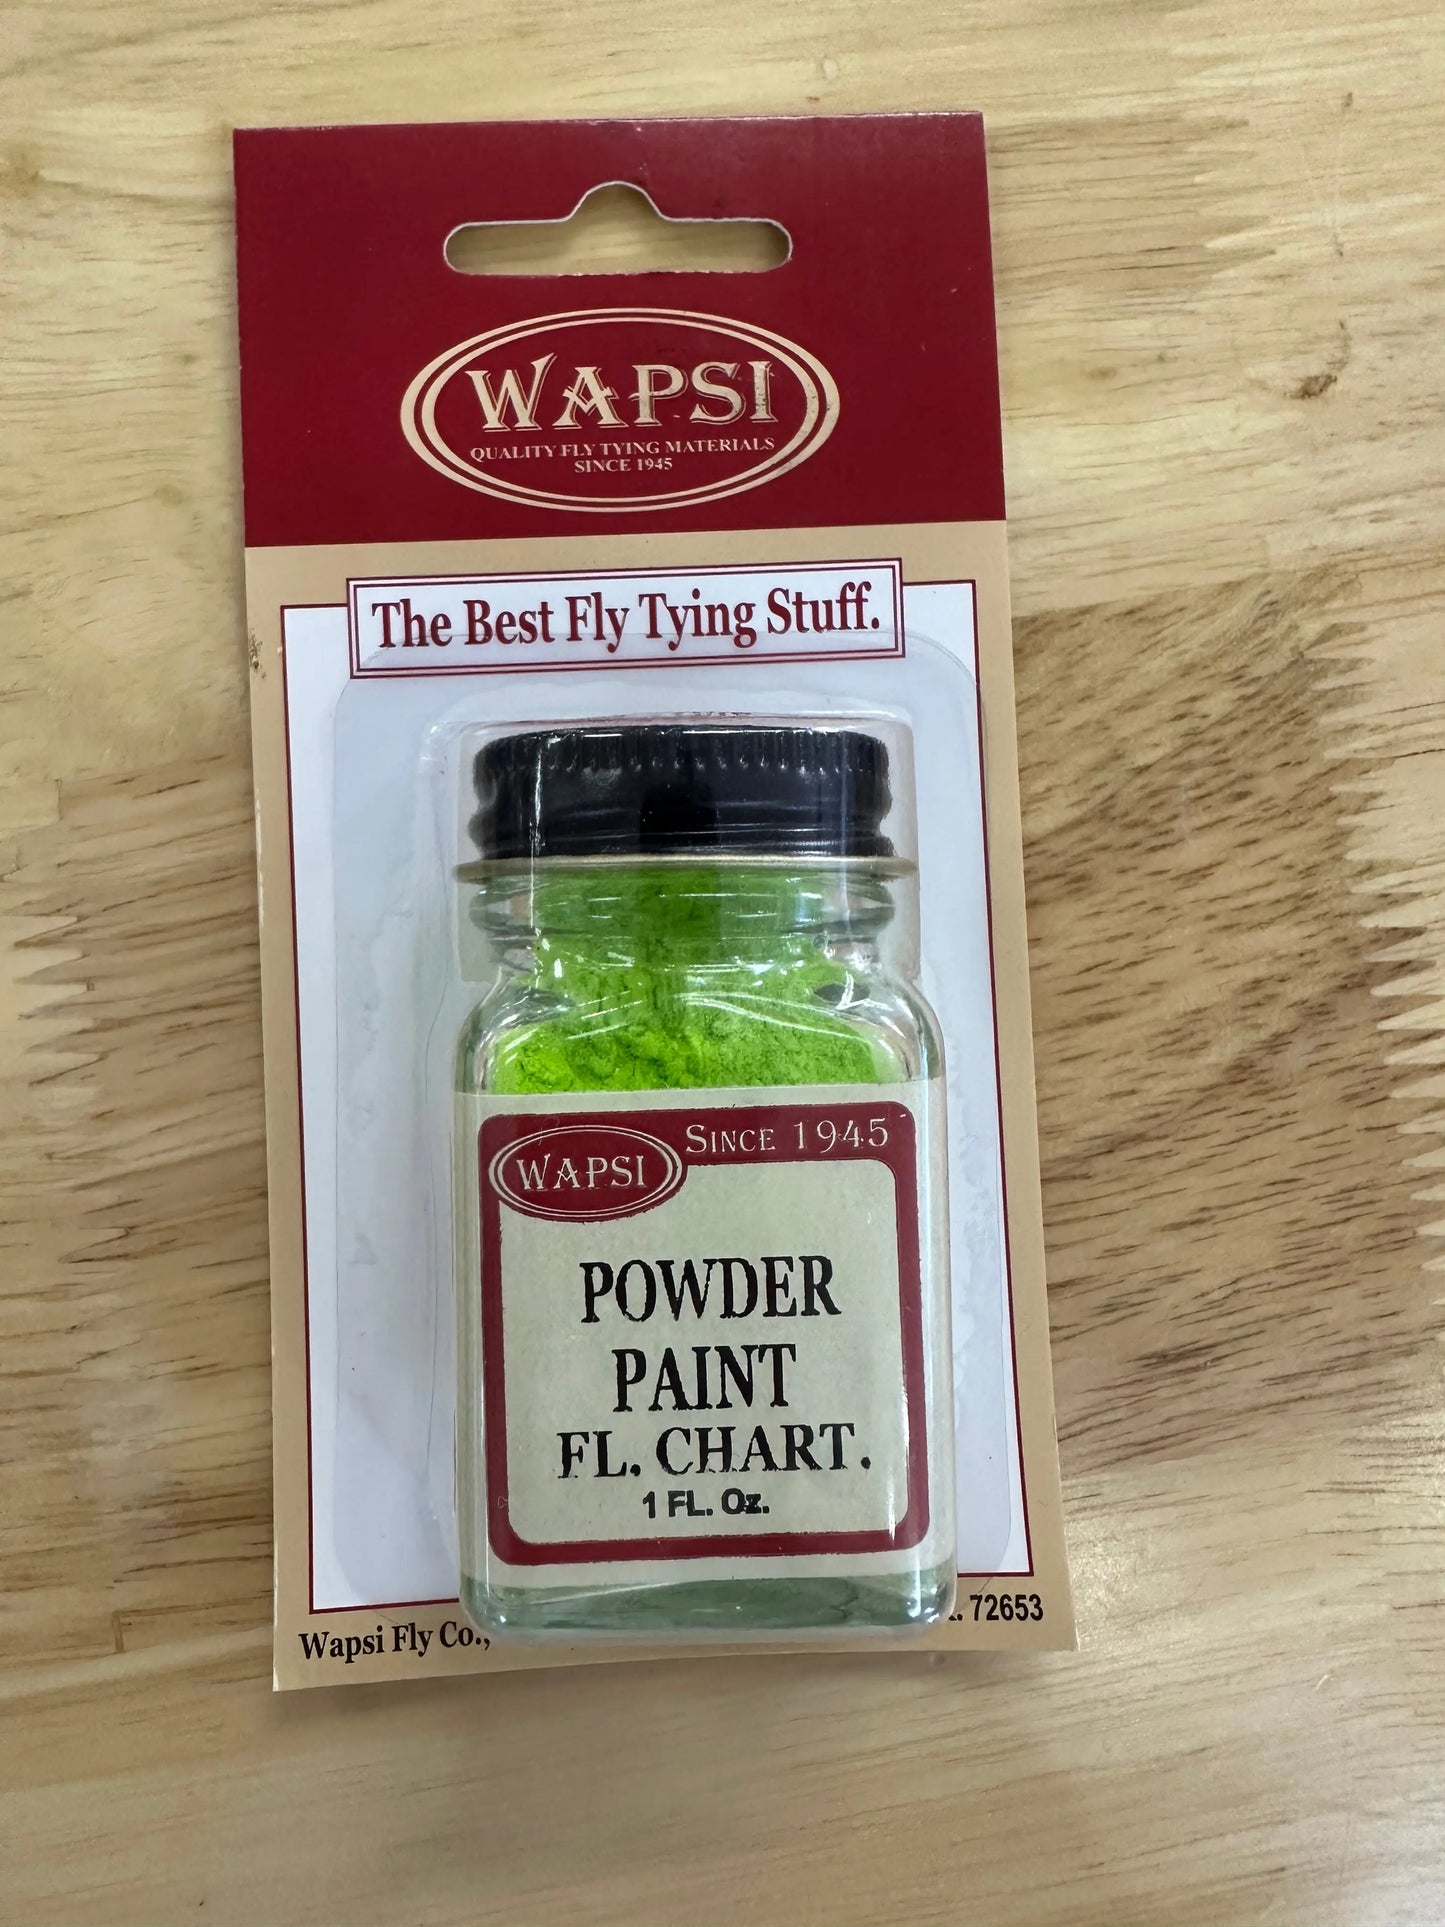 WAPSI
QUALITY FLY TYING MATERIALS
SINCE 1945
The Best Fly Tying Stuff.
WAPSI
SINCE 1945
POWDER
PAINT
FL. CHART.
1 FL. Oz.
Wapsi Fly Co., 72653